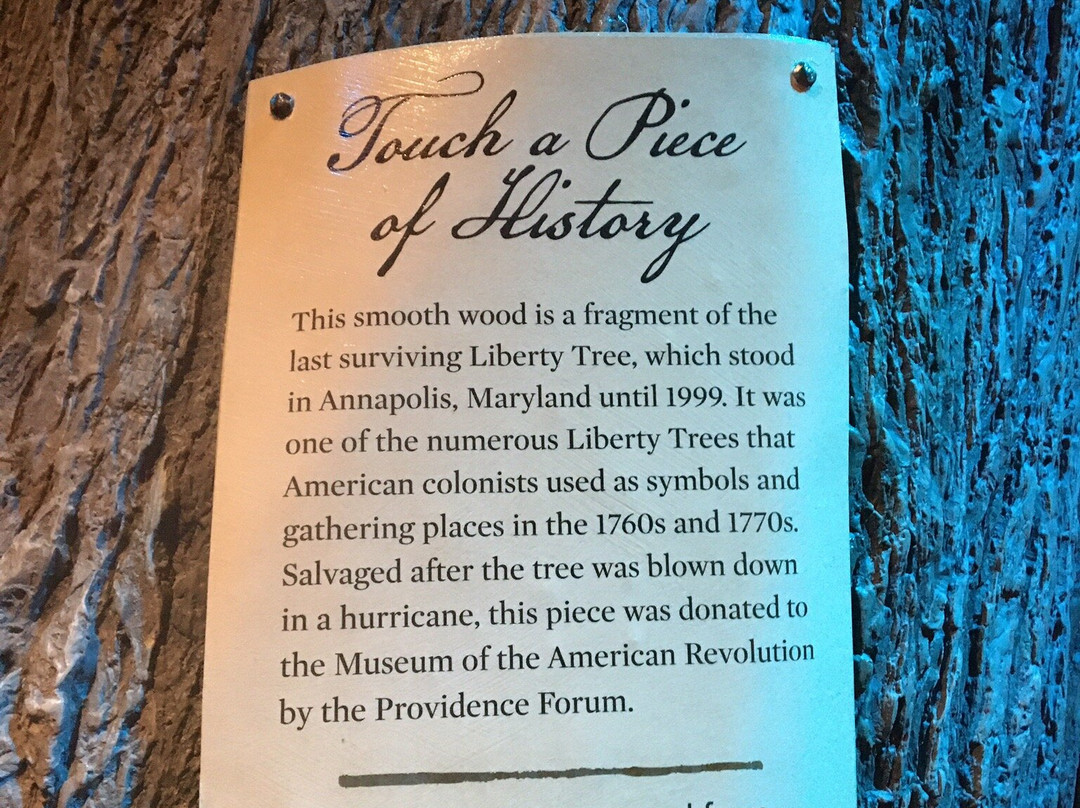 Touch a Piece
of History
This smooth wood is a fragment of the
last surviving Liberty Tree, which stood
in Annapolis, Maryland until 1999. It was
one of the numerous Liberty Trees that
American colonists used as symbols and
gathering places in the 1760s and 1770s.
Salvaged after the tree was blown down
in a hurricane, this piece was donated to
the Museum of the American Revolution
by the Providence Forum.